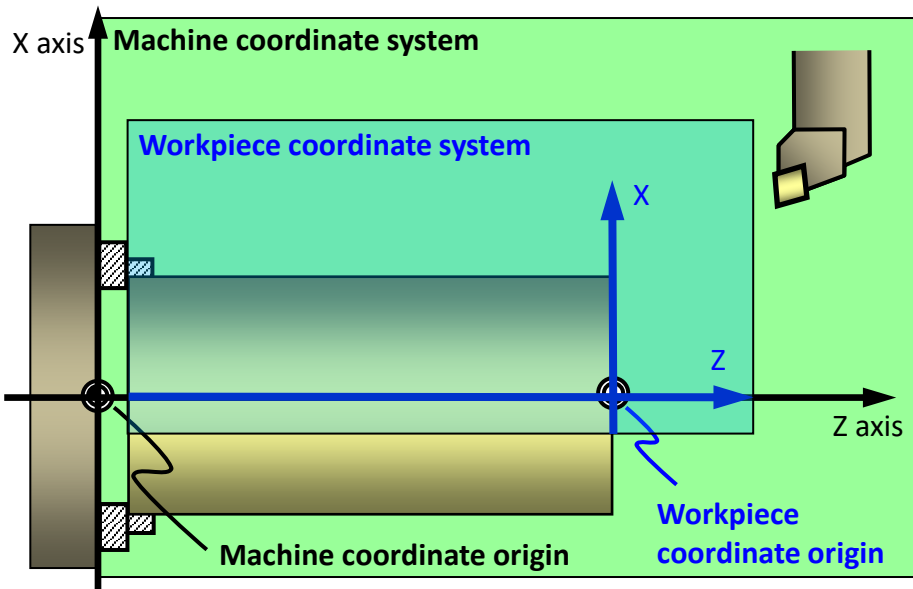 X axis
Machine coordinate system
Workpiece coordinate system
X
Z
Z axis
Workpiece
coordinate origin
Machine coordinate origin